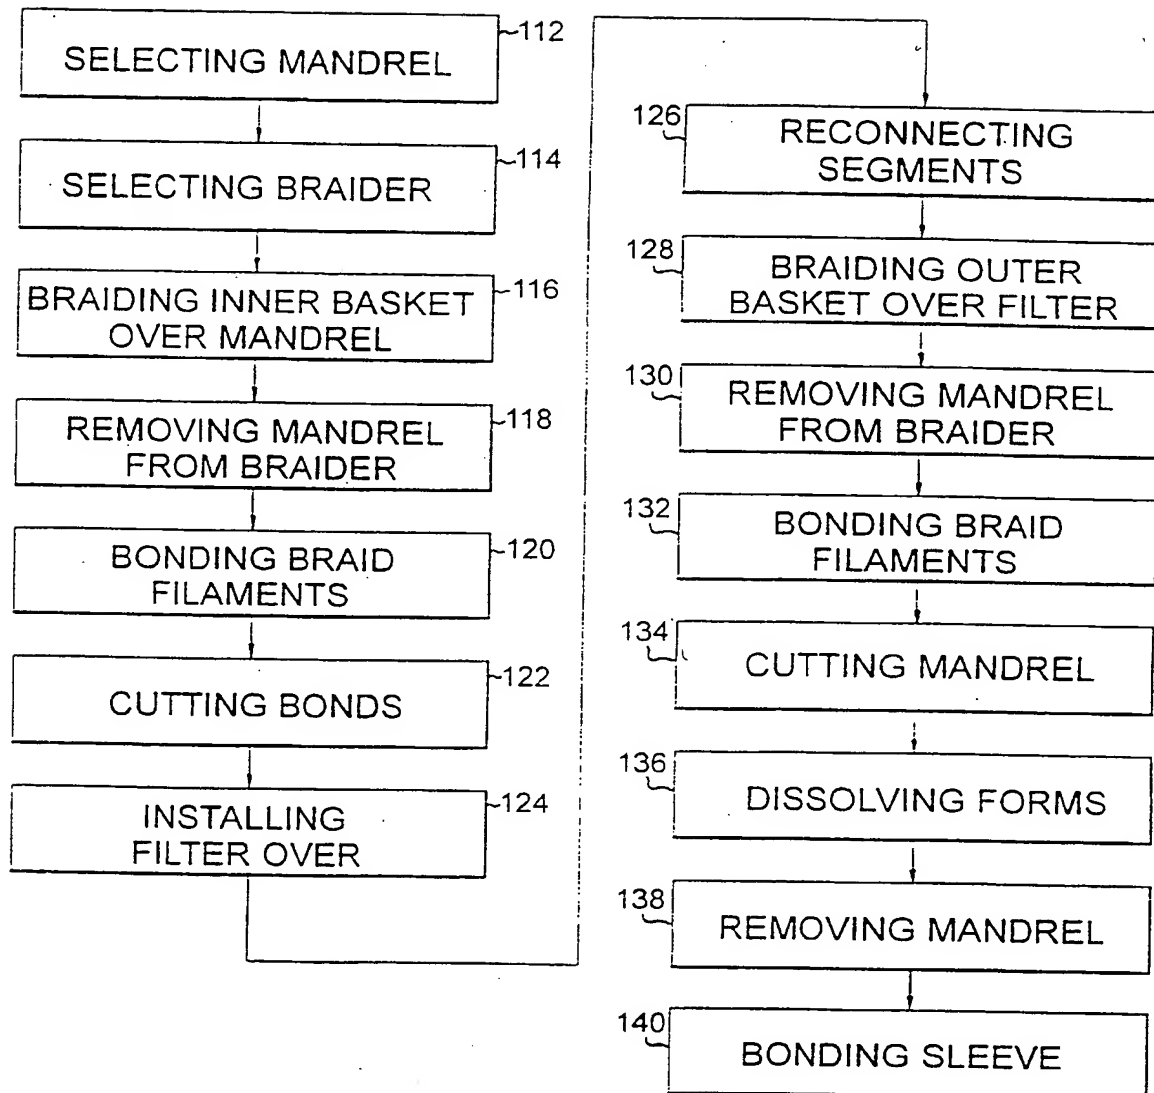 112
SELECTING MANDREL
114
SELECTING BRAIDER
116
BRAIDING INNER BASKET
OVER MANDREL
118
REMOVING MANDREL
FROM BRAIDER
120
BONDING BRAID
FILAMENTS
122
CUTTING BONDS
124
INSTALLING
FILTER OVER
126
RECONNECTING
SEGMENTS
128
BRAIDING OUTER
BASKET OVER FILTER
130
REMOVING MANDREL
FROM BRAIDER
132
BONDING BRAID
FILAMENTS
134
CUTTING MANDREL
136
DISSOLVING FORMS
138
REMOVING MANDREL
140
BONDING SLEEVE